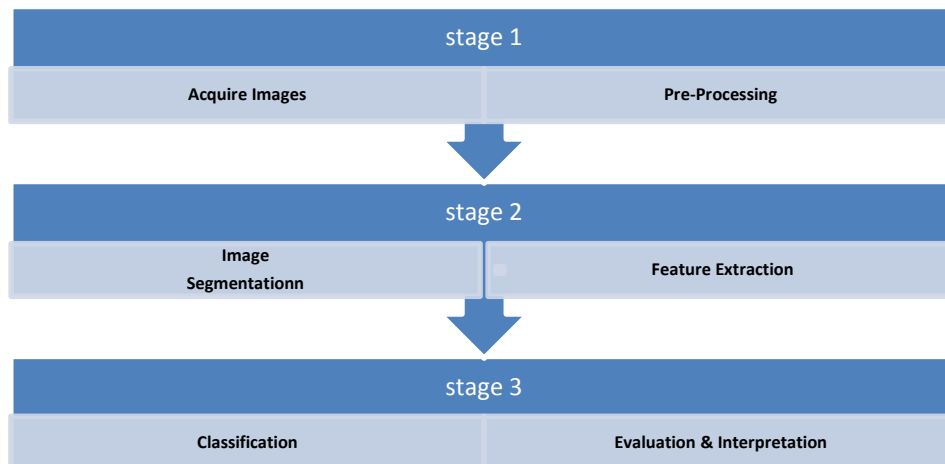 stage 1
Acquire Images
Pre-Processing
stage 2
Image
Segmentationn
Feature Extraction
stage 3
Classification
Evaluation & Interpretation